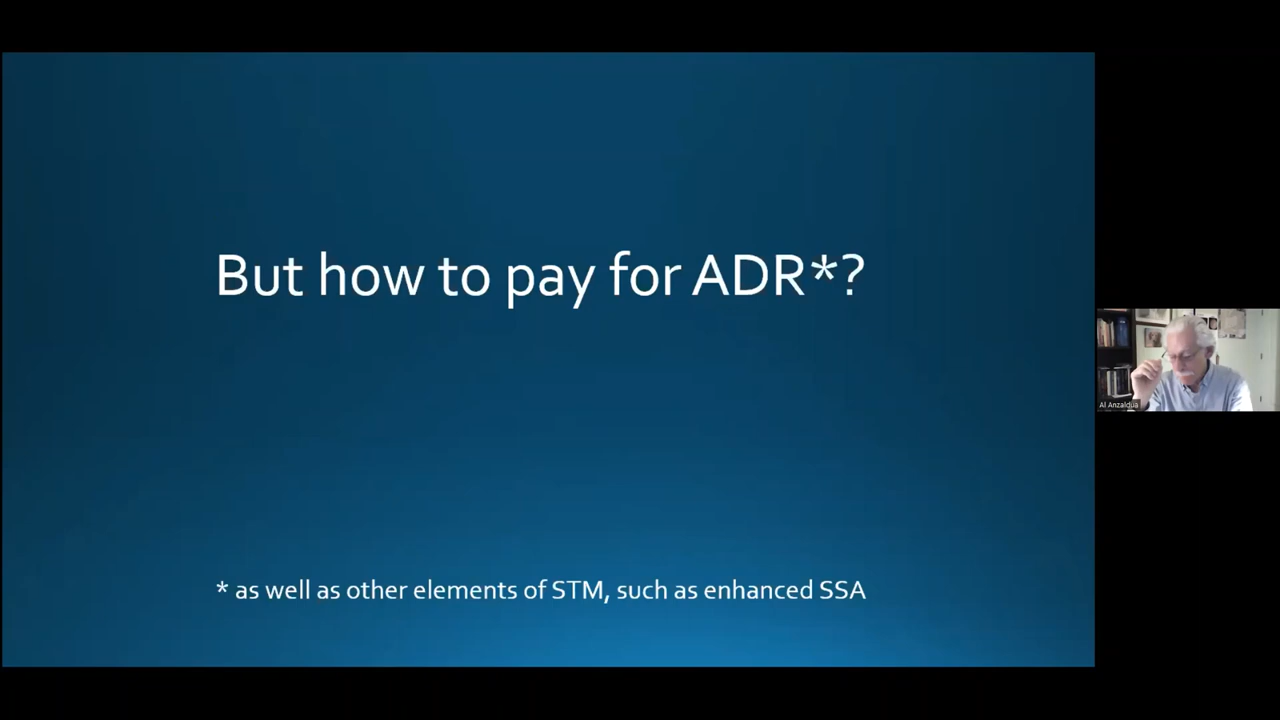 But how to pay for ADR*?
* as well as other elements of STM, such as enhanced SSA
Al Anzaldua